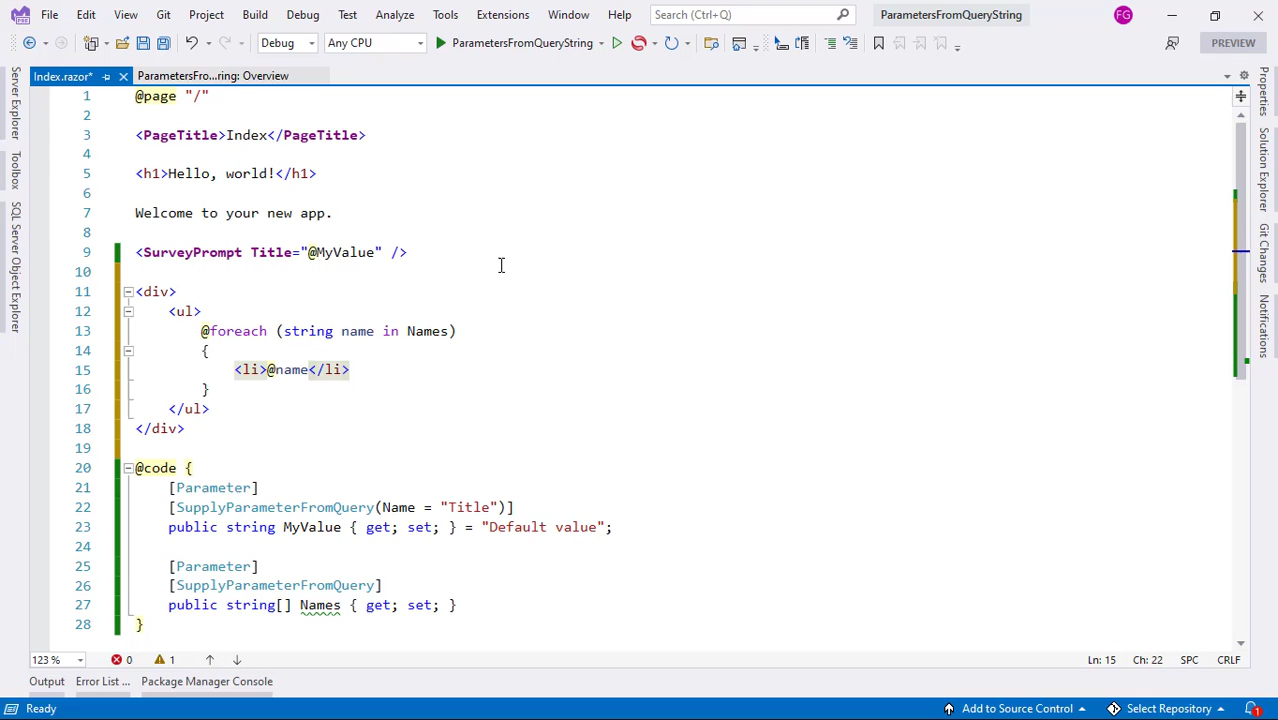 File Edit View Git Project Build Debug Test Analyze Tools Extensions Window Help Search (Ctrl+Q) ParametersFromQueryString FG
Debug Any CPU ParametersFromQueryString PREVIEW
Index.razor* ParametersFro...ring: Overview
Server Explorer
Toolbox
SQL Server Object Explorer
1 @page "/"
2
3 <PageTitle>Index</PageTitle>
4
5 <h1>Hello, world!</h1>
6
7 Welcome to your new app.
8
9 <SurveyPrompt Title="@MyValue" />
10
11 <div>
12 <ul>
13 @foreach (string name in Names)
14 {
15 <li>@name</li>
16 }
17 </ul>
18 </div>
19
20 @code {
21 [Parameter]
22 [SupplyParameterFromQuery(Name = "Title")]
23 public string MyValue { get; set; } = "Default value";
24
25 [Parameter]
26 [SupplyParameterFromQuery]
27 public string[] Names { get; set; }
28 }
Properties
Solution Explorer
Git Changes
Notifications
123 % 0 1 Ln: 15 Ch: 22 SPC CRLF
Output Error List ... Package Manager Console
Ready Add to Source Control Select Repository 1